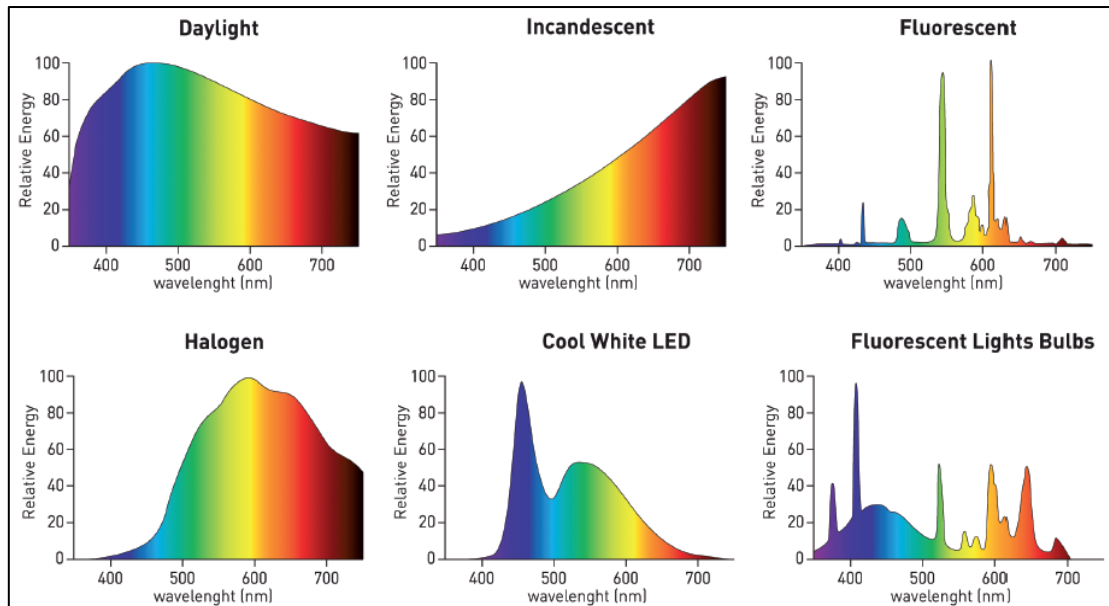 Daylight
Incandescent
Fluorescent
Relative Energy
100
80
60
40
20
0
400 500 600 700
wavelenght (nm)
Relative Energy
100
80
60
40
20
0
400 500 600 700
wavelenght (nm)
Relative Energy
100
80
60
40
20
0
400 500 600 700
wavelenght (nm)
Halogen
Cool White LED
Fluorescent Lights Bulbs
Relative Energy
100
80
60
40
20
0
400 500 600 700
wavelenght (nm)
Relative Energy
100
80
60
40
20
0
400 500 600 700
wavelenght (nm)
Relative Energy
100
80
60
40
20
0
400 500 600 700
wavelenght (nm)